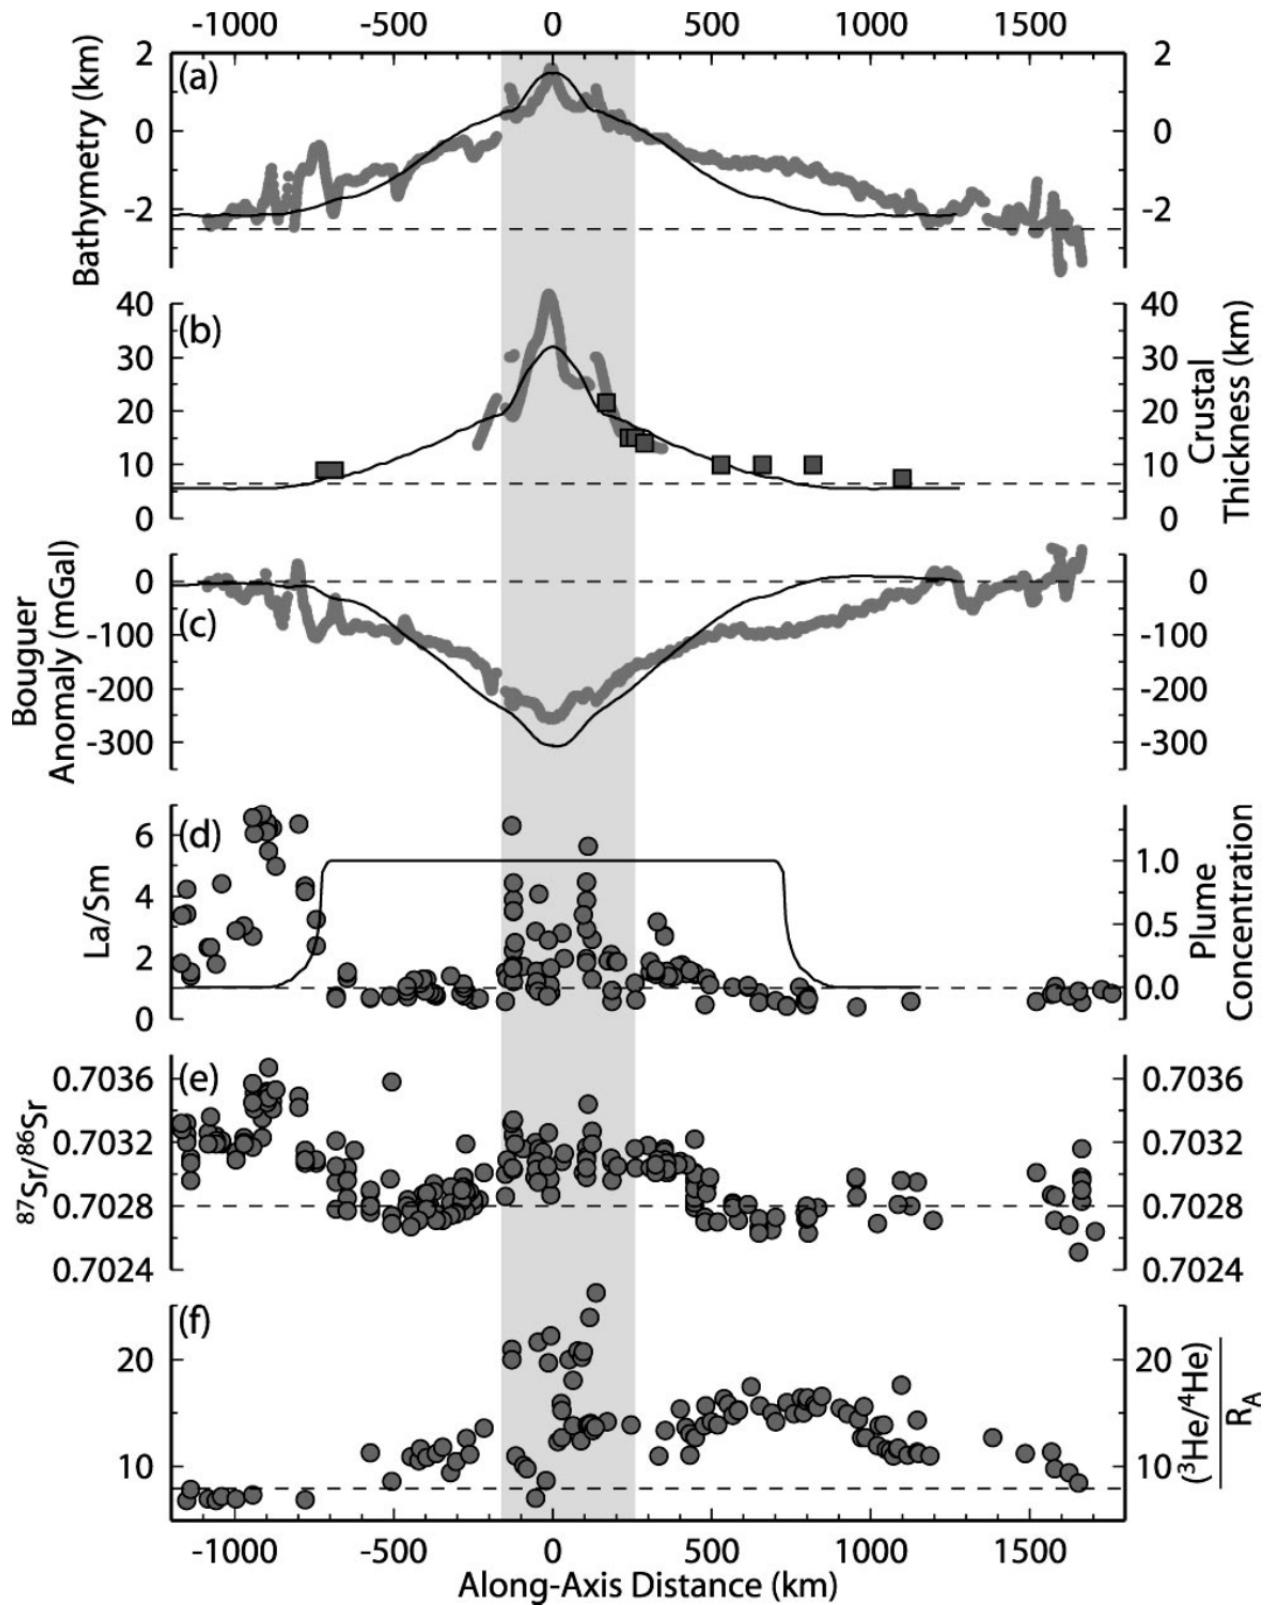 -1000 -500 0 500 1000 1500
(a)
Bathymetry (km)
2 0 -2
2 0 -2
(b)
40 30 20 10 0
40 30 20 10 0
Crustal
Thickness (km)
(c)
Bouguer
Anomaly (mGal)
0 -100 -200 -300
0 -100 -200 -300
(d)
La/Sm
6 4 2 0
1.0 0.5 0.0
Plume
Concentration
(e)
87Sr/86Sr
0.7036 0.7032 0.7028 0.7024
0.7036 0.7032 0.7028 0.7024
(f)
20 10
20 10
(3He/4He)
RA
-1000 -500 0 500 1000 1500
Along-Axis Distance (km)